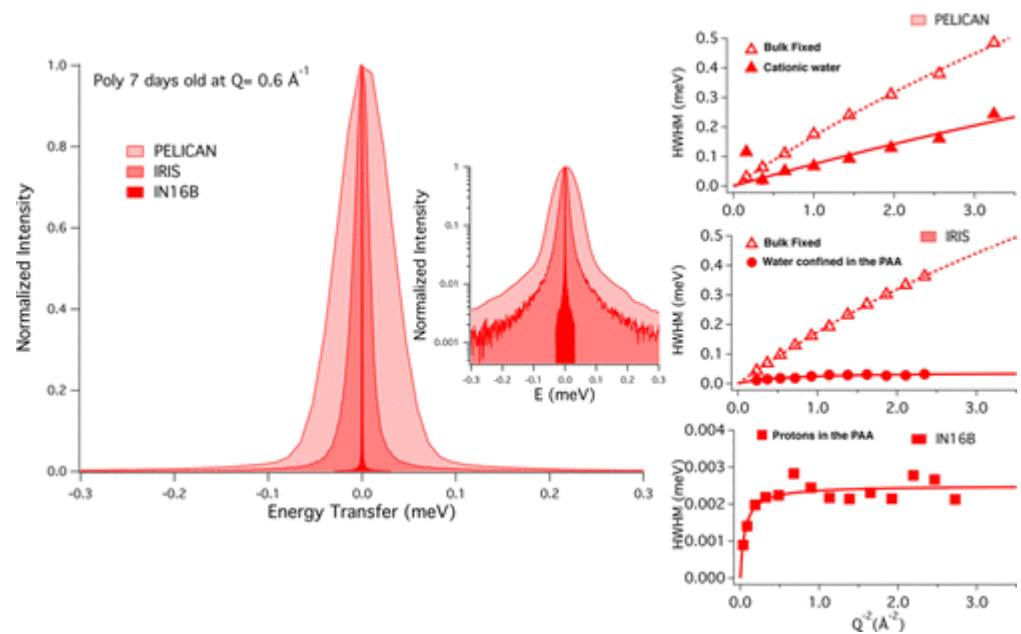 Poly 7 days old at Q= 0.6 Å⁻¹
PELICAN
IRIS
IN16B
Normalized Intensity
1.0
0.8
0.6
0.4
0.2
0.0
-0.3
-0.2
-0.1
0.0
0.1
0.2
0.3
Energy Transfer (meV)
Normalized Intensity
1
0.1
0.01
0.001
-0.3
-0.2
-0.1
0.0
0.1
0.2
0.3
E (meV)
PELICAN
Bulk Fixed
Cationic water
HWHM (meV)
0.5
0.4
0.3
0.2
0.1
0.0
0.0
1.0
2.0
3.0
IRIS
Bulk Fixed
Water confined in the PAA
HWHM (meV)
0.5
0.4
0.3
0.2
0.1
0.0
0.0
1.0
2.0
3.0
Protons in the PAA
IN16B
HWHM (meV)
0.004
0.003
0.002
0.001
0.000
0.0
1.0
2.0
3.0
Q⁻²(Å⁻²)